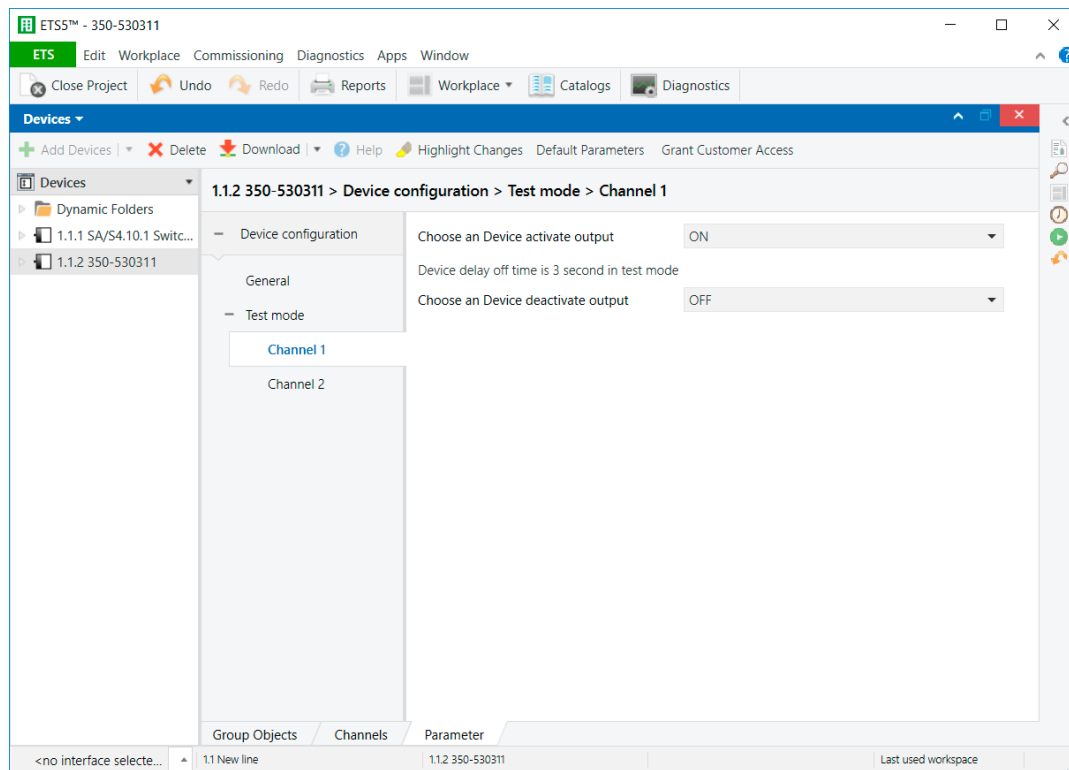 ETS5™ - 350-530311
ETS Edit Workplace Commissioning Diagnostics Apps Window
Close Project Undo Redo Reports Workplace Catalogs Diagnostics
Devices
Add Devices Delete Download Help Highlight Changes Default Parameters Grant Customer Access
Devices
Dynamic Folders
1.1.1 SA/S4.10.1 Switc...
1.1.2 350-530311
1.1.2 350-530311 > Device configuration > Test mode > Channel 1
Device configuration
General
Test mode
Channel 1
Channel 2
Choose an Device activate output ON
Device delay off time is 3 second in test mode
Choose an Device deactivate output OFF
Group Objects Channels Parameter
<no interface selecte... 1.1 New line 1.1.2 350-530311 Last used workspace